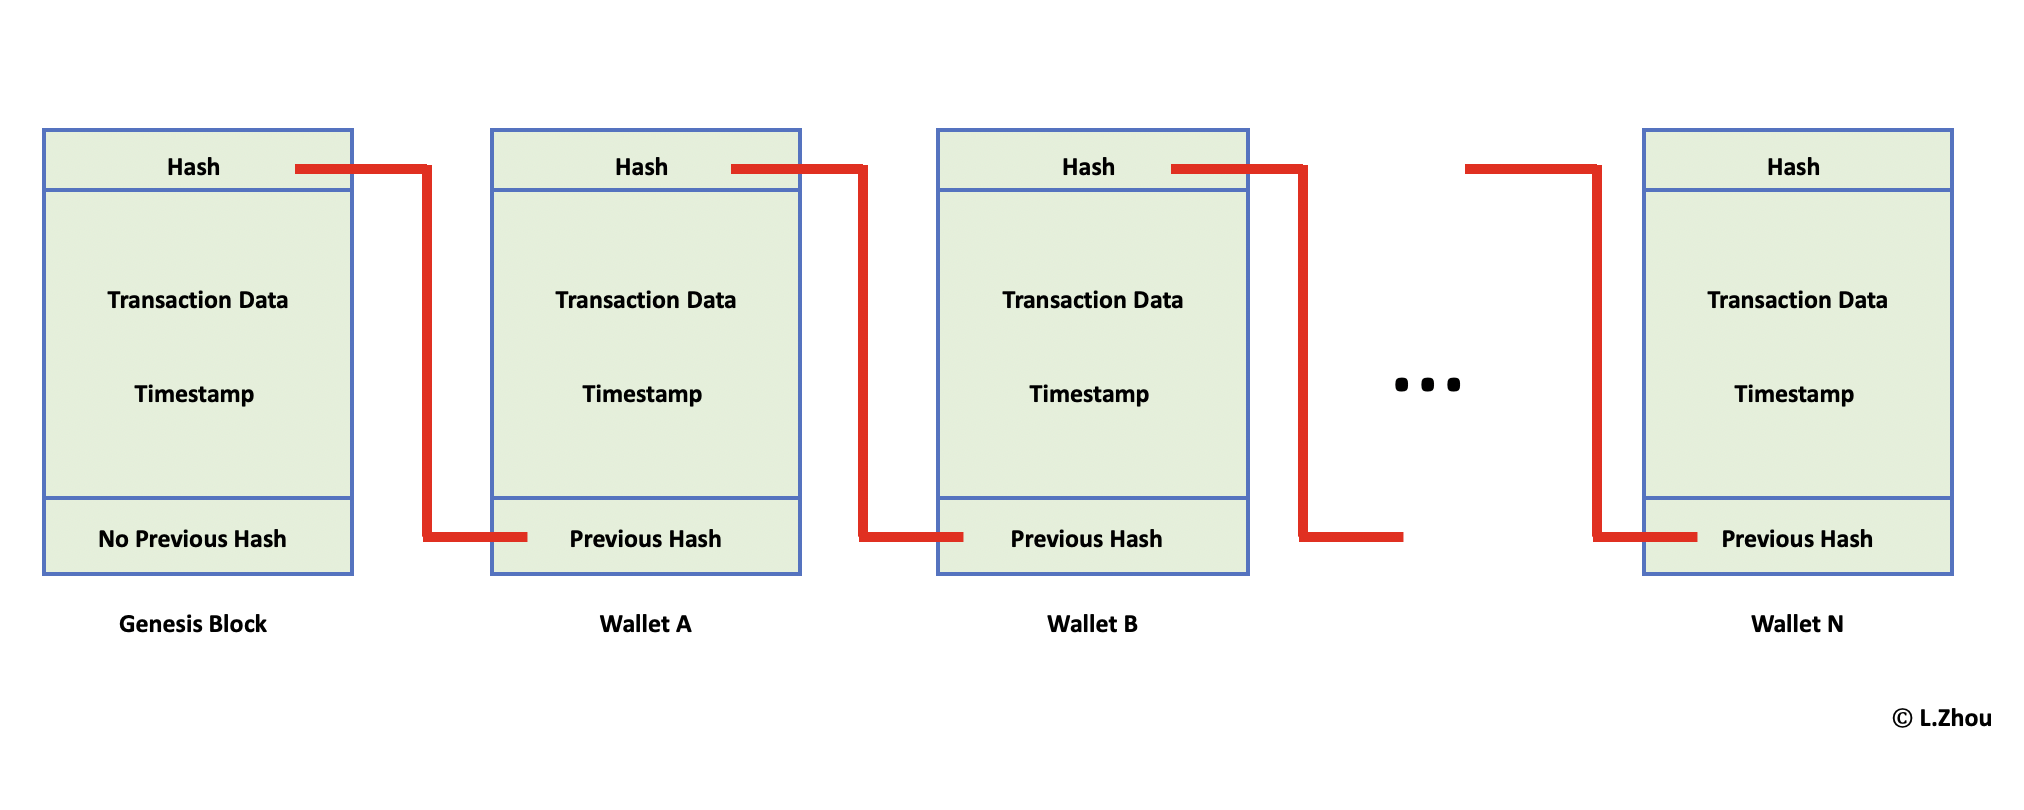 Hash
Transaction Data
Timestamp
No Previous Hash
Genesis Block
Hash
Transaction Data
Timestamp
Previous Hash
Wallet A
Hash
Transaction Data
Timestamp
Previous Hash
Wallet B
...
Hash
Transaction Data
Timestamp
Previous Hash
Wallet N
© L.Zhou